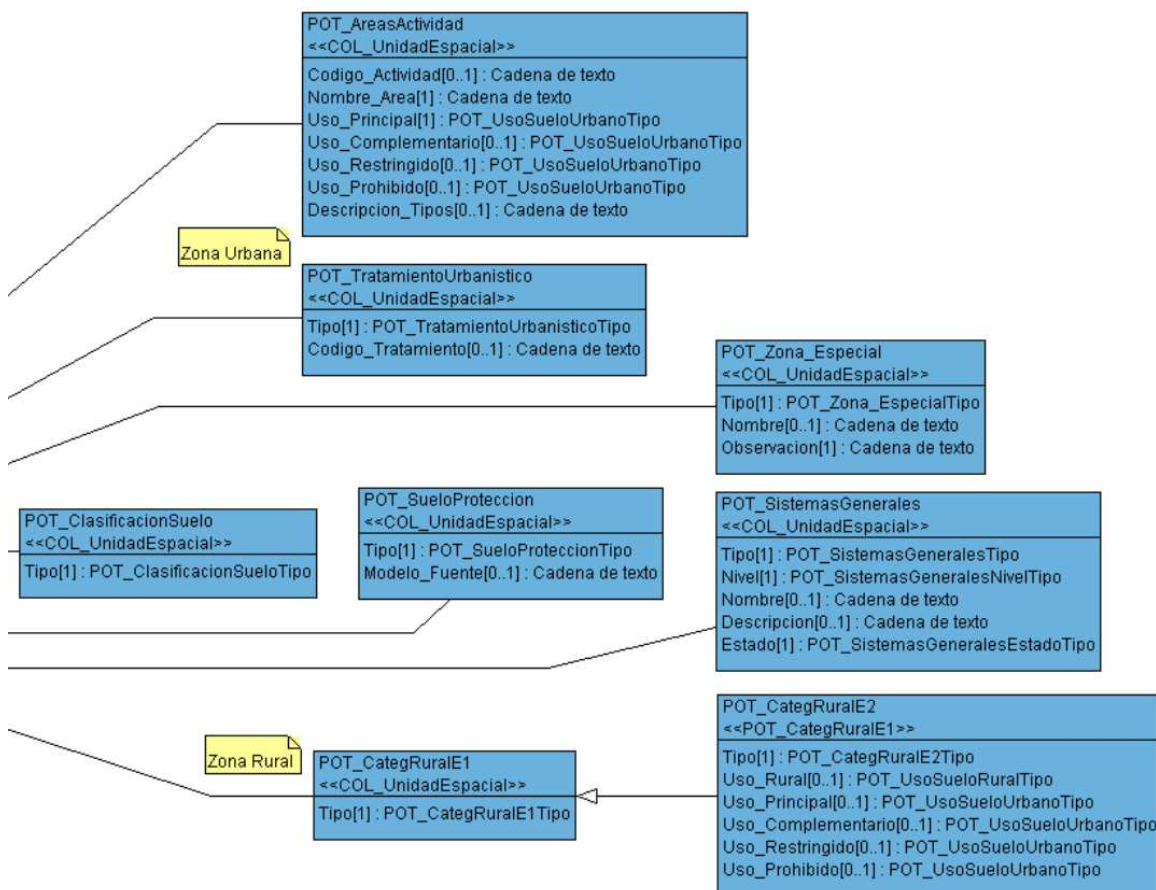 POT_AreasActividad
<<COL_UnidadEspacial>>
Codigo_Actividad[0..1] : Cadena de texto
Nombre_Area[1] : Cadena de texto
Uso_Principal[1] : POT_UsoSueloUrbanoTipo
Uso_Complementario[0..1] : POT_UsoSueloUrbanoTipo
Uso_Restringido[0..1] : POT_UsoSueloUrbanoTipo
Uso_Prohibido[0..1] : POT_UsoSueloUrbanoTipo
Descripcion_Tipos[0..1] : Cadena de texto
Zona Urbana
POT_TratamientoUrbanistico
<<COL_UnidadEspacial>>
Tipo[1] : POT_TratamientoUrbanisticoTipo
Codigo_Tratamiento[0..1] : Cadena de texto
POT_Zona_Especial
<<COL_UnidadEspacial>>
Tipo[1] : POT_Zona_EspecialTipo
Nombre[0..1] : Cadena de texto
Observacion[1] : Cadena de texto
POT_ClasificacionSuelo
<<COL_UnidadEspacial>>
Tipo[1] : POT_ClasificacionSueloTipo
POT_SueloProteccion
<<COL_UnidadEspacial>>
Tipo[1] : POT_SueloProteccionTipo
Modelo_Fuente[0..1] : Cadena de texto
POT_SistemasGenerales
<<COL_UnidadEspacial>>
Tipo[1] : POT_SistemasGeneralesTipo
Nivel[1] : POT_SistemasGeneralesNivelTipo
Nombre[0..1] : Cadena de texto
Descripcion[0..1] : Cadena de texto
Estado[1] : POT_SistemasGeneralesEstadoTipo
Zona Rural
POT_CategRuralE1
<<COL_UnidadEspacial>>
Tipo[1] : POT_CategRuralE1Tipo
POT_CategRuralE2
<<POT_CategRuralE1>>
Tipo[1] : POT_CategRuralE2Tipo
Uso_Rural[0..1] : POT_UsoSueloRuralTipo
Uso_Principal[0..1] : POT_UsoSueloUrbanoTipo
Uso_Complementario[0..1] : POT_UsoSueloUrbanoTipo
Uso_Restringido[0..1] : POT_UsoSueloUrbanoTipo
Uso_Prohibido[0..1] : POT_UsoSueloUrbanoTipo